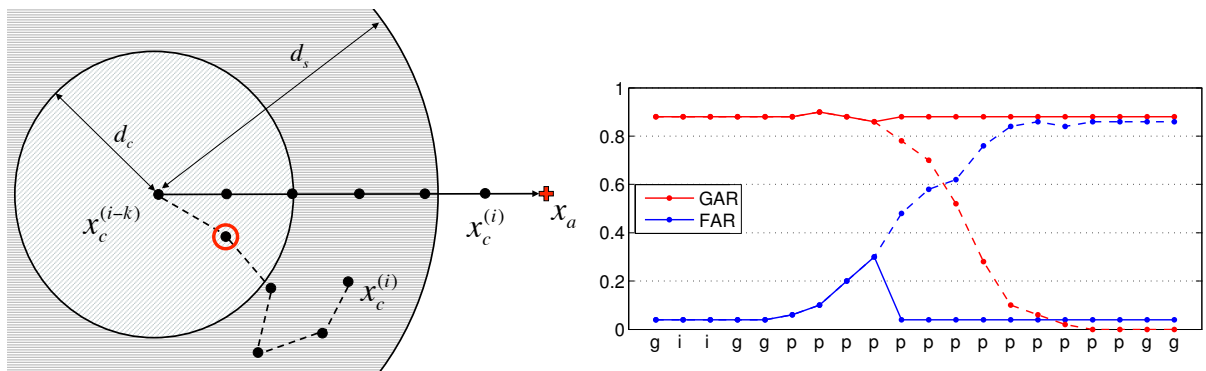 d_s
d_c
x_c^{(i-k)}
x_c^{(i)}
x_a
x_c^{(i)}
1
0.8
0.6
0.4
0.2
0
GAR
FAR
g i i g g p p p p p p p p p p p p p g g